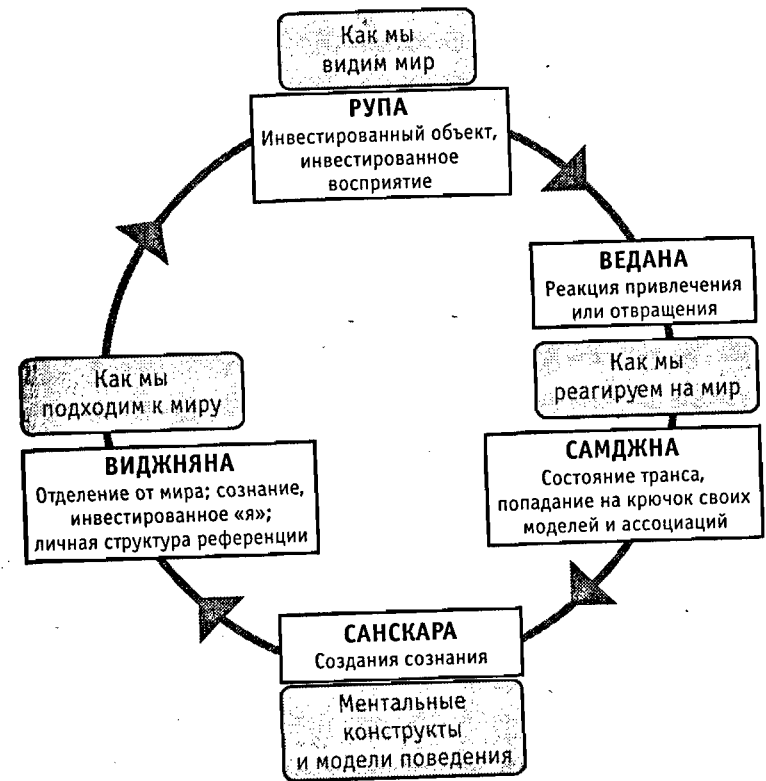 Как мы
видим мир
РУПА
Инвестированный объект,
инвестированное
восприятие
ВЕДАНА
Реакция привлечения
или отвращения
Как мы
реагируем на мир
САМДЖНА
Состояние транса,
попадание на крючок своих
моделей и ассоциаций
САНСКАРА
Создания сознания
Ментальные
конструкты
и модели поведения
Как мы
подходим к миру
ВИДЖНЯНА
Отделение от мира; сознание,
инвестированное «я»;
личная структура референции